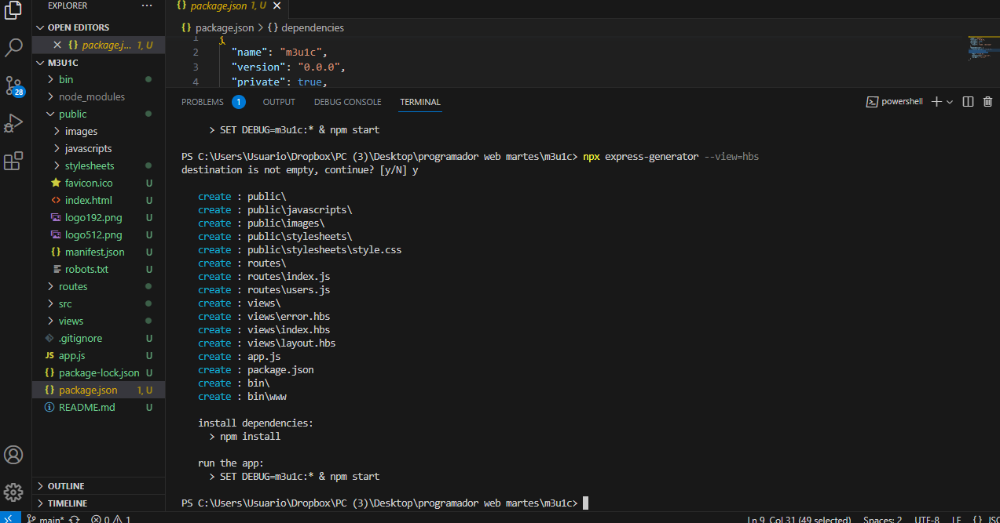 EXPLORER
OPEN EDITORS
package.j... 1, U
M3U1C
bin
node_modules
public
images
javascripts
stylesheets
favicon.ico U
index.html U
logo192.png U
logo512.png U
manifest.json U
robots.txt U
routes
src
views
.gitignore U
JS app.js U
package-lock.json U
package.json 1, U
README.md U
OUTLINE
TIMELINE
28
package.json 1, U
{} package.json > {} dependencies
1 {
2 "name": "m3u1c",
3 "version": "0.0.0",
4 "private": true,
PROBLEMS 1 OUTPUT DEBUG CONSOLE TERMINAL powershell
> SET DEBUG=m3u1c:* & npm start
PS C:\Users\Usuario\Dropbox\PC (3)\Desktop\programador web martes\m3u1c> npx express-generator --view=hbs
destination is not empty, continue? [y/N] y
create : public\
create : public\javascripts\
create : public\images\
create : public\stylesheets\
create : public\stylesheets\style.css
create : routes\
create : routes\index.js
create : routes\users.js
create : views\
create : views\error.hbs
create : views\index.hbs
create : views\layout.hbs
create : app.js
create : package.json
create : bin\
create : bin\www
install dependencies:
> npm install
run the app:
> SET DEBUG=m3u1c:* & npm start
PS C:\Users\Usuario\Dropbox\PC (3)\Desktop\programador web martes\m3u1c>
main* 0 1 Ln 9, Col 31 (49 selected) Spaces: 2 UTF-8 LF {} JSO